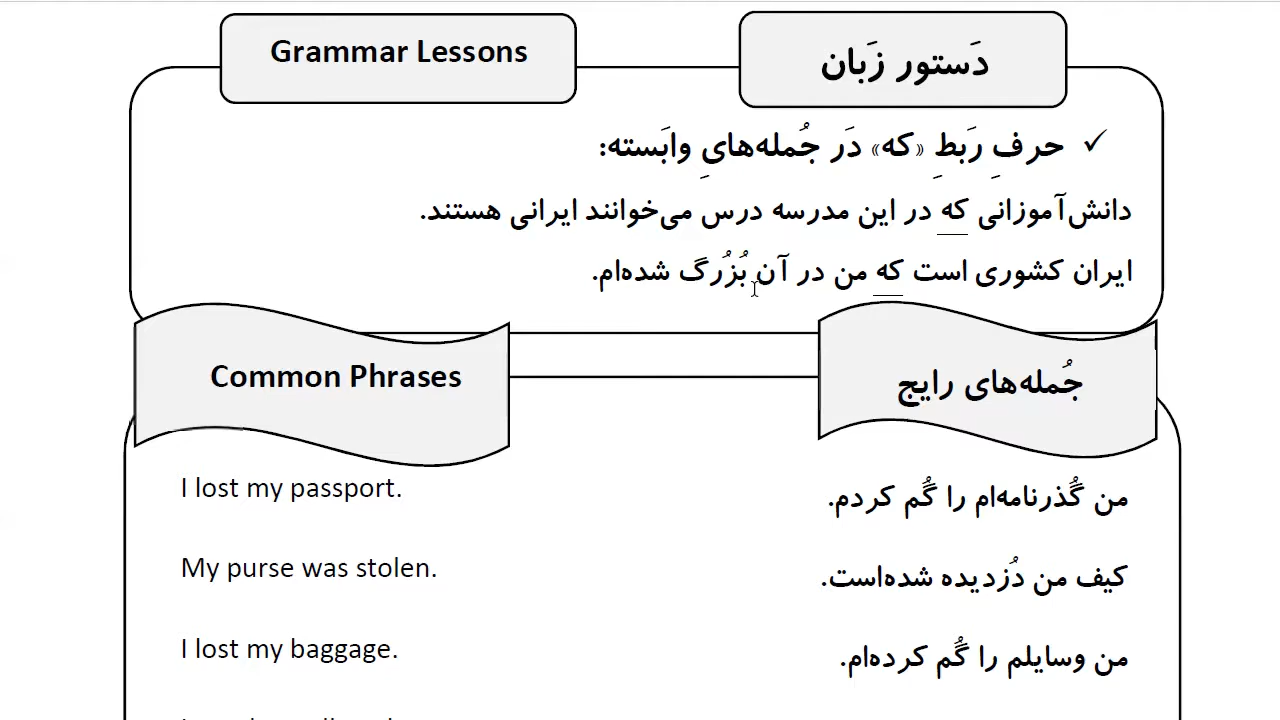 Grammar Lessons
دَستور زَبان
✓ حرفِ رَبطِ «که» دَر جُمله‌هایِ وابَسته:
دانش‌آموزانی که در این مدرسه درس می‌خوانند ایرانی هستند.
ایران کشوری است که من در آن بُزُرگ شده‌ام.
Common Phrases
جُمله‌های رایج
I lost my passport.
من گُذرنامه‌ام را گُم کردم.
My purse was stolen.
کیف من دُزدیده شده‌است.
I lost my baggage.
من وسایلم را گُم کرده‌ام.